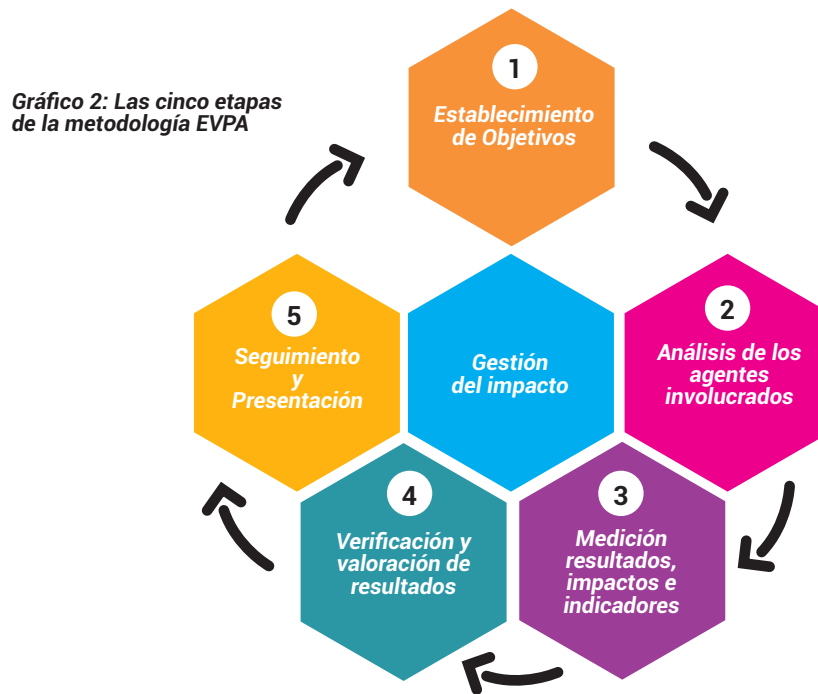 Gráfico 2: Las cinco etapas
de la metodología EVPA
1
Establecimiento
de Objetivos
2
Análisis de los
agentes
involucrados
3
Medición
resultados,
impactos e
indicadores
4
Verificación y
valoración de
resultados
5
Seguimiento
y
Presentación
Gestión
del impacto